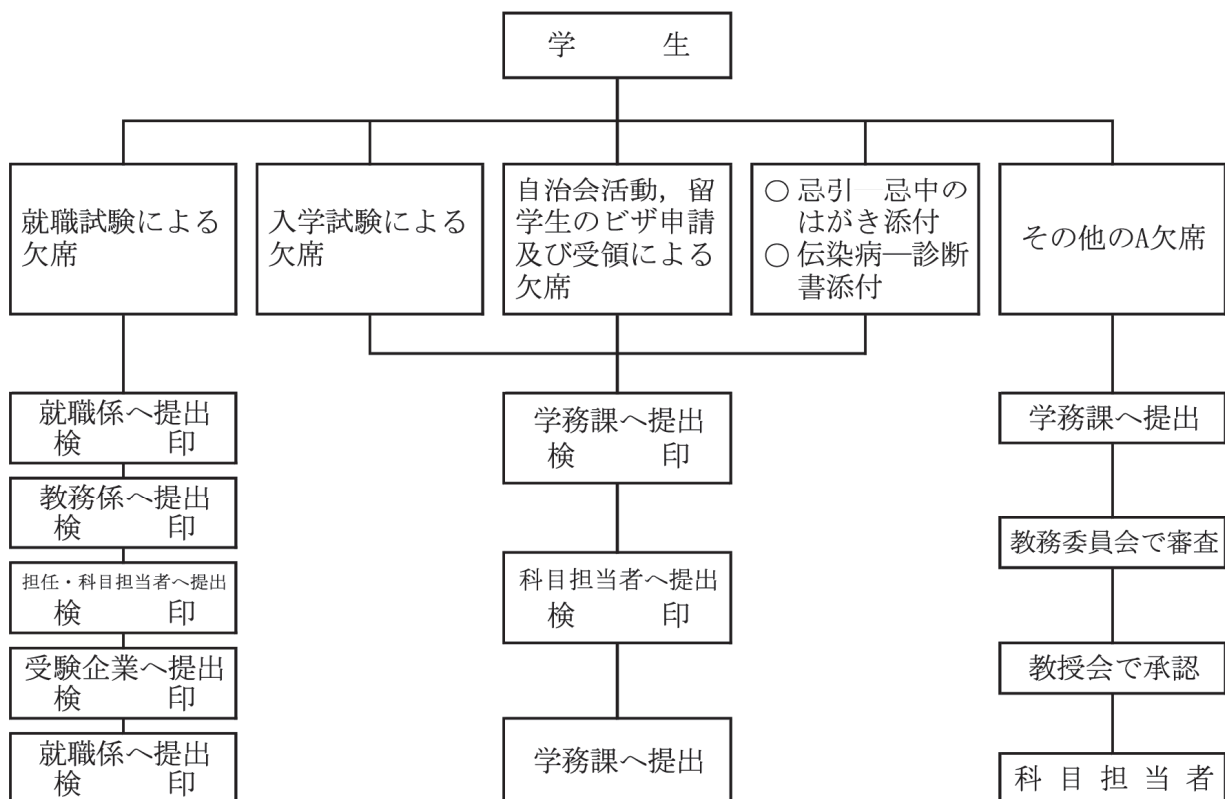 学　　生
就職試験による
欠席
入学試験による
欠席
自治会活動，留
学生のビザ申請
及び受領による
欠席
○ 忌引―忌中の
はがき添付
○ 伝染病―診断
書添付
その他のA欠席
就職係へ提出
検　　印
教務係へ提出
検　　印
担任・科目担当者へ提出
検　　印
受験企業へ提出
検　　印
就職係へ提出
検　　印
学務課へ提出
検　　印
科目担当者へ提出
検　　印
学務課へ提出
学務課へ提出
教務委員会で審査
教授会で承認
科目担当者